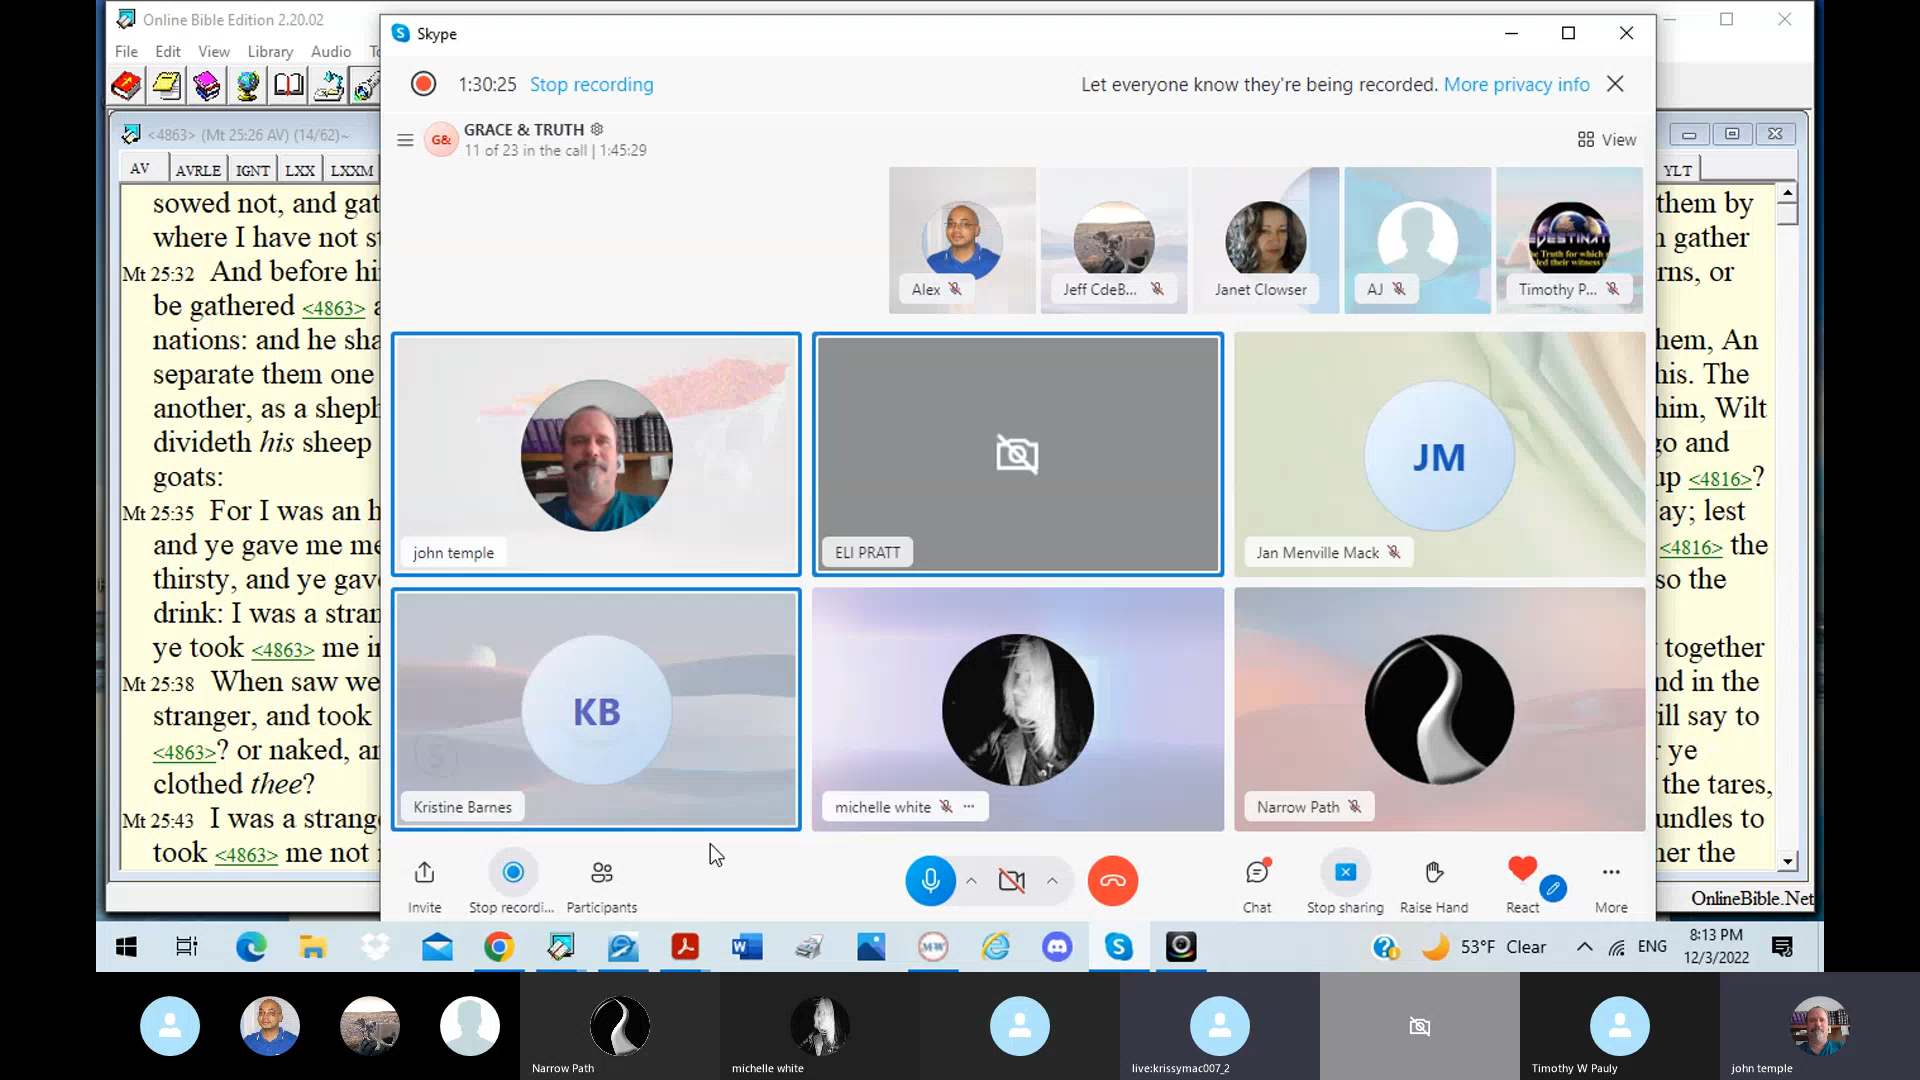 Online Bible Edition 2.20.02
File Edit View Library Audio
Skype
1:30:25 Stop recording
Let everyone know they're being recorded. More privacy info
<4863> (Mt 25:26 AV) (14/62)~
G& GRACE & TRUTH
11 of 23 in the call | 1:45:29
View
AV AVRLE IGNT LXX LXXM
YLT
sowed not, and gat
where I have not
Mt 25:32 And before hi
be gathered <4863>
nations: and he sha
separate them one
another, as a sheph
divideth his sheep
goats:
Mt 25:35 For I was an h
and ye gave me me
thirsty, and ye gav
drink: I was a stran
ye took <4863> me
Mt 25:38 When saw we
stranger, and took
<4863>? or naked,
clothed thee?
Mt 25:43 I was a strang
took <4863> me not
Alex
Jeff CdeB...
Janet Clowser
AJ
EDESTINAT
Timothy P...
john temple
ELI PRATT
JM
Jan Menville Mack
KB
Kristine Barnes
michelle white ...
Narrow Path
them by
gather
rns, or
hem, An
his. The
him, Wilt
go and
up <4816>?
ay; lest
<4816> the
so the
together
nd in the
ill say to
ye
the tares,
undles to
her the
Invite
Stop recordi...
Participants
Chat
Stop sharing
Raise Hand
React
More
OnlineBible.Net
53°F Clear
ENG
8:13 PM
12/3/2022
Narrow Path
michelle white
live:krissymac007_2
Timothy W Pauly
john temple